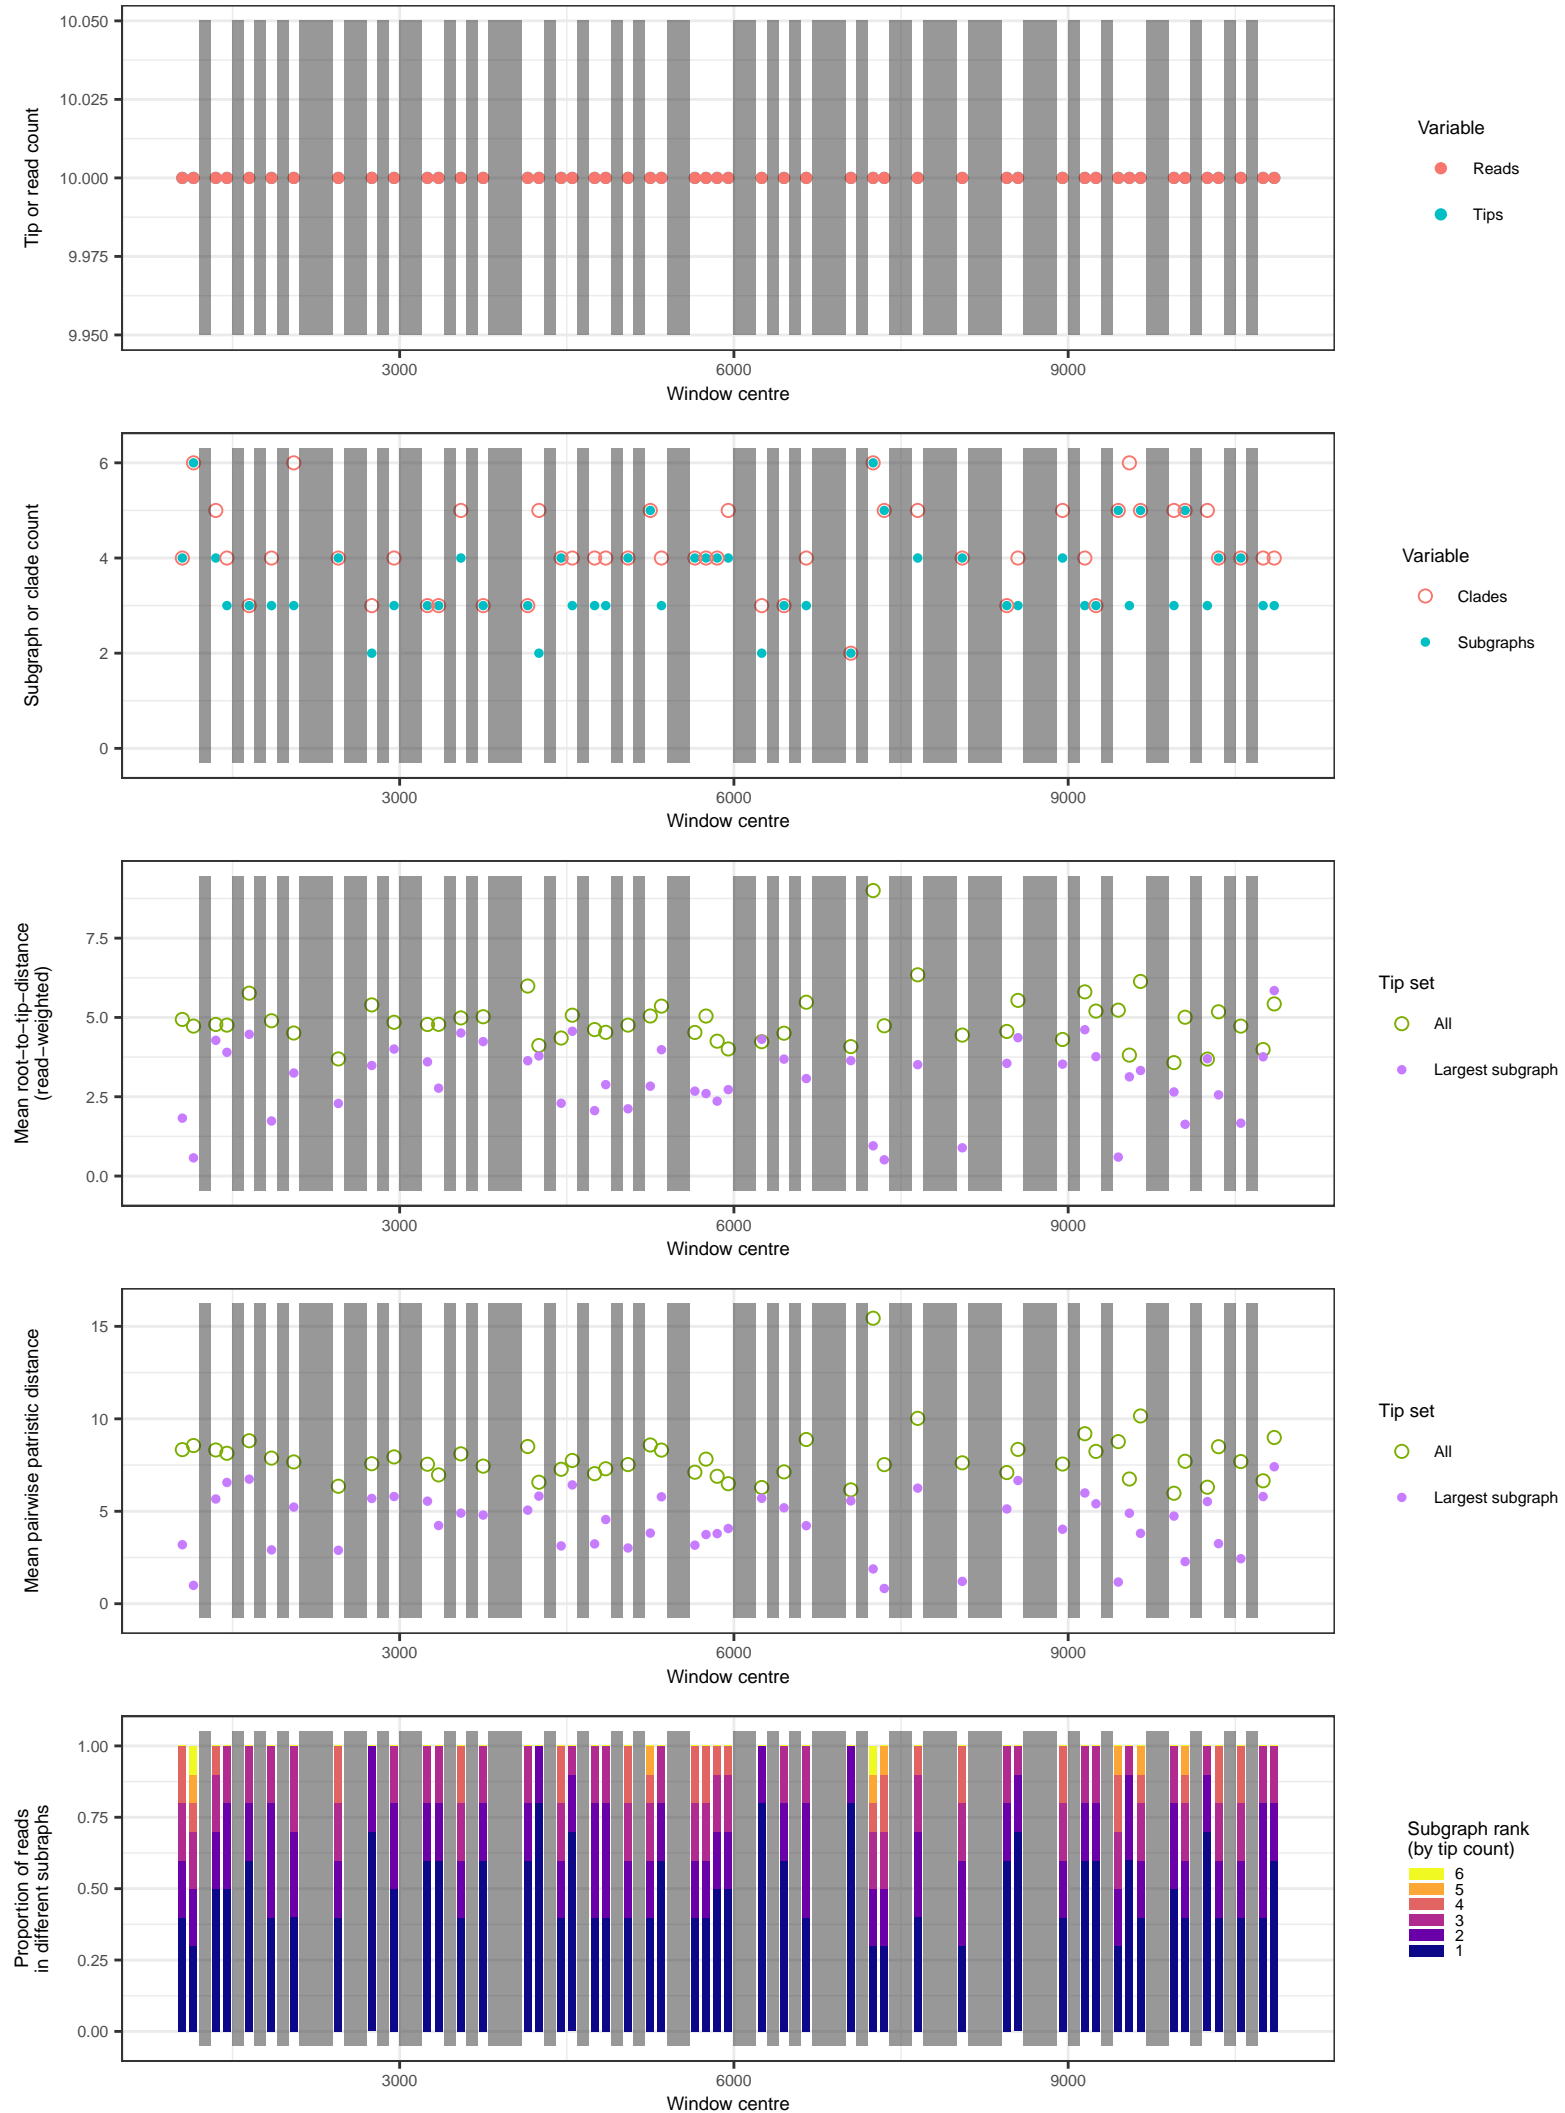 10.050
10.025
10.000
9.975
9.950
Tip or read count
3000
6000
9000
Window centre
Variable
Reads
Tips
6
4
2
0
Subgraph or clade count
3000
6000
9000
Window centre
Variable
Clades
Subgraphs
7.5
5.0
2.5
0.0
Mean root−to−tip−distance
(read−weighted)
3000
6000
9000
Window centre
Tip set
All
Largest subgraph
15
10
5
0
Mean pairwise patristic distance
3000
6000
9000
Window centre
Tip set
All
Largest subgraph
1.00
0.75
0.50
0.25
0.00
Proportion of reads
in different subraphs
3000
6000
9000
Window centre
Subgraph rank
(by tip count)
6
5
4
3
2
1